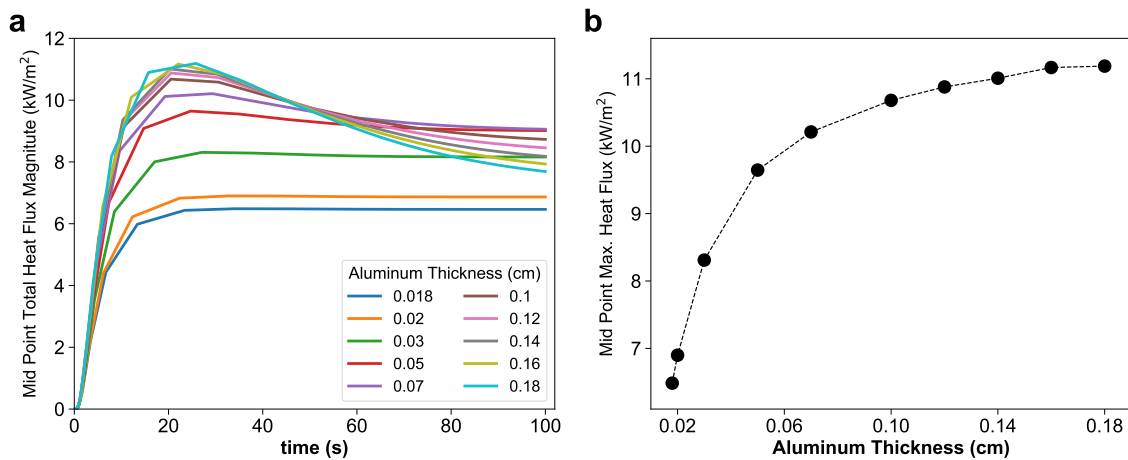 a
Mid Point Total Heat Flux Magnitude (kW/m²)
12
10
8
6
4
2
0
0 20 40 60 80 100
time (s)
Aluminum Thickness (cm)
0.018 0.1
0.02 0.12
0.03 0.14
0.05 0.16
0.07 0.18
b
Mid Point Max. Heat Flux (kW/m²)
11
10
9
8
7
0.02 0.06 0.10 0.14 0.18
Aluminum Thickness (cm)